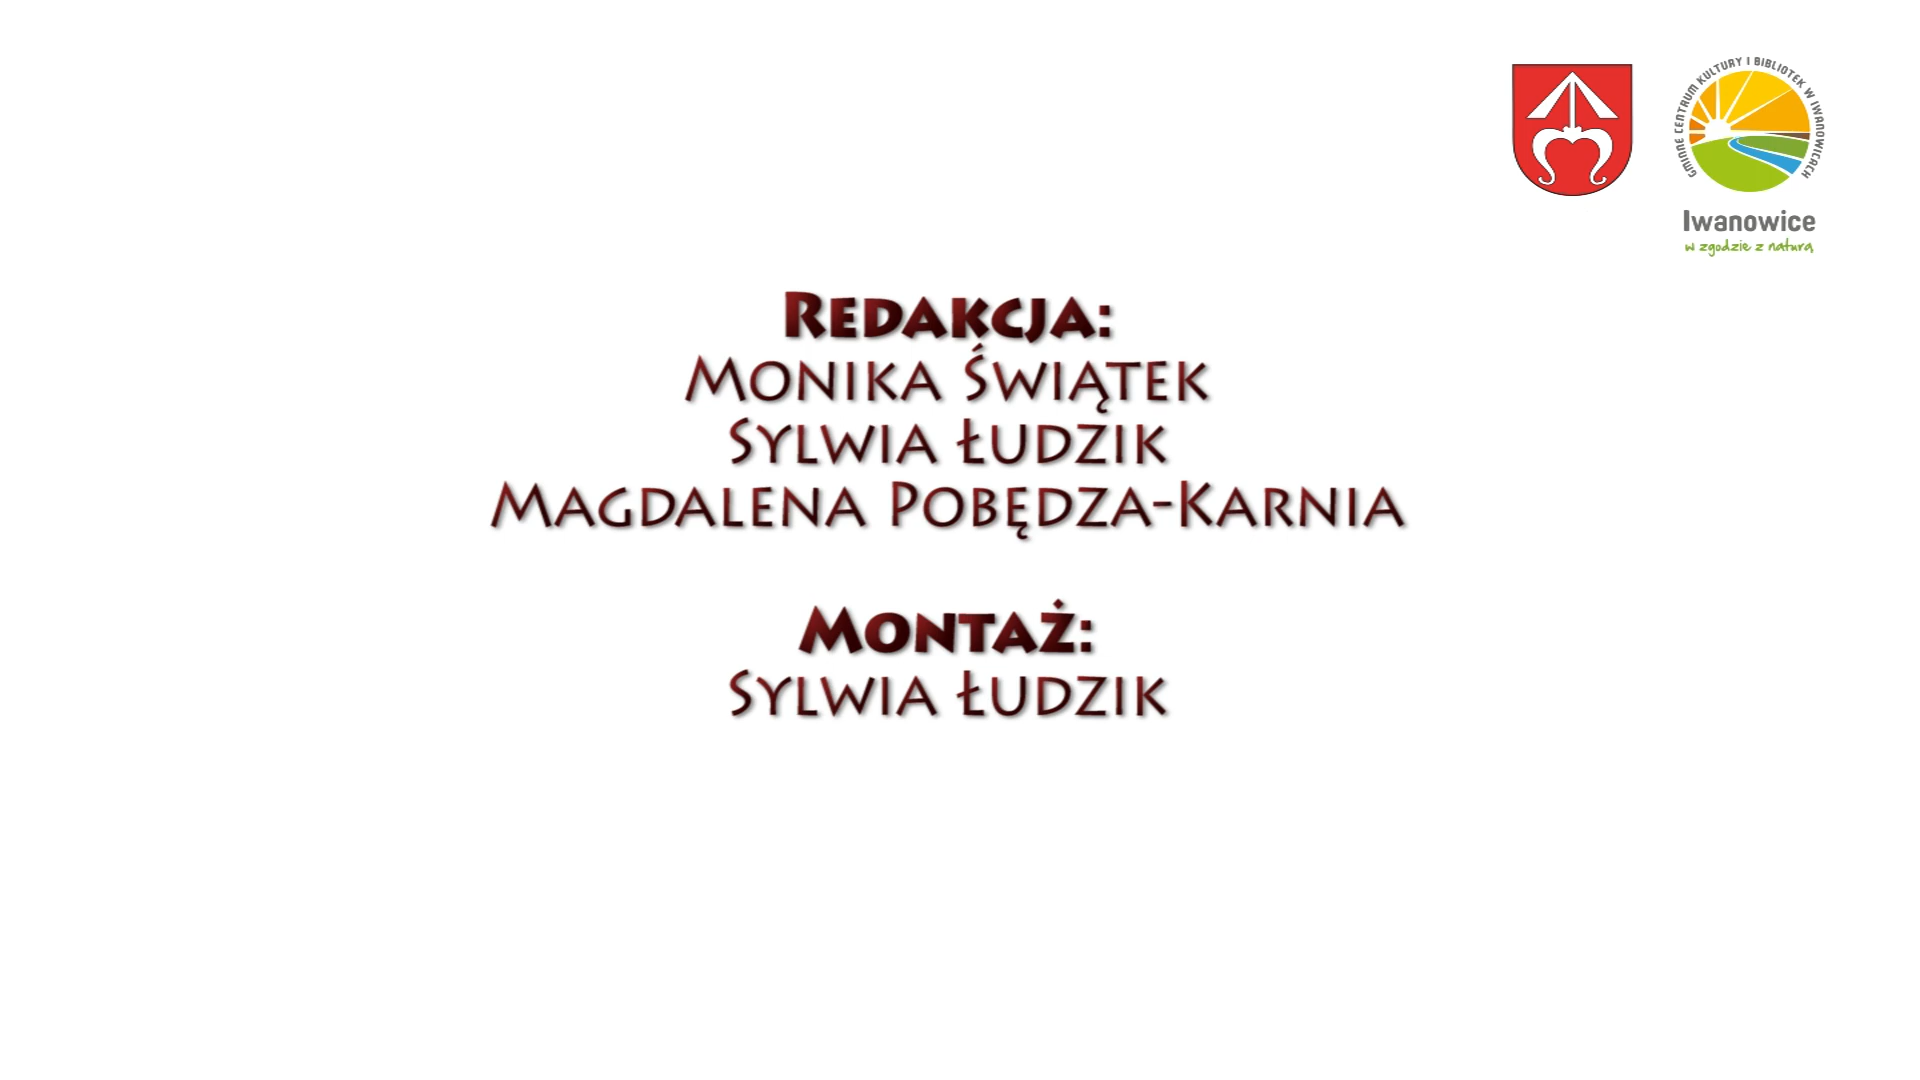 GMINNE CENTRUM KULTURY I BIBLIOTEK W IWANOWICACH
Iwanowice
w zgodzie z naturą
REDAKCJA:
MONIKA ŚWIĄTEK
SYLWIA ŁUDZIK
MAGDALENA POBĘDZA-KARNIA
MONTAŻ:
SYLWIA ŁUDZIK